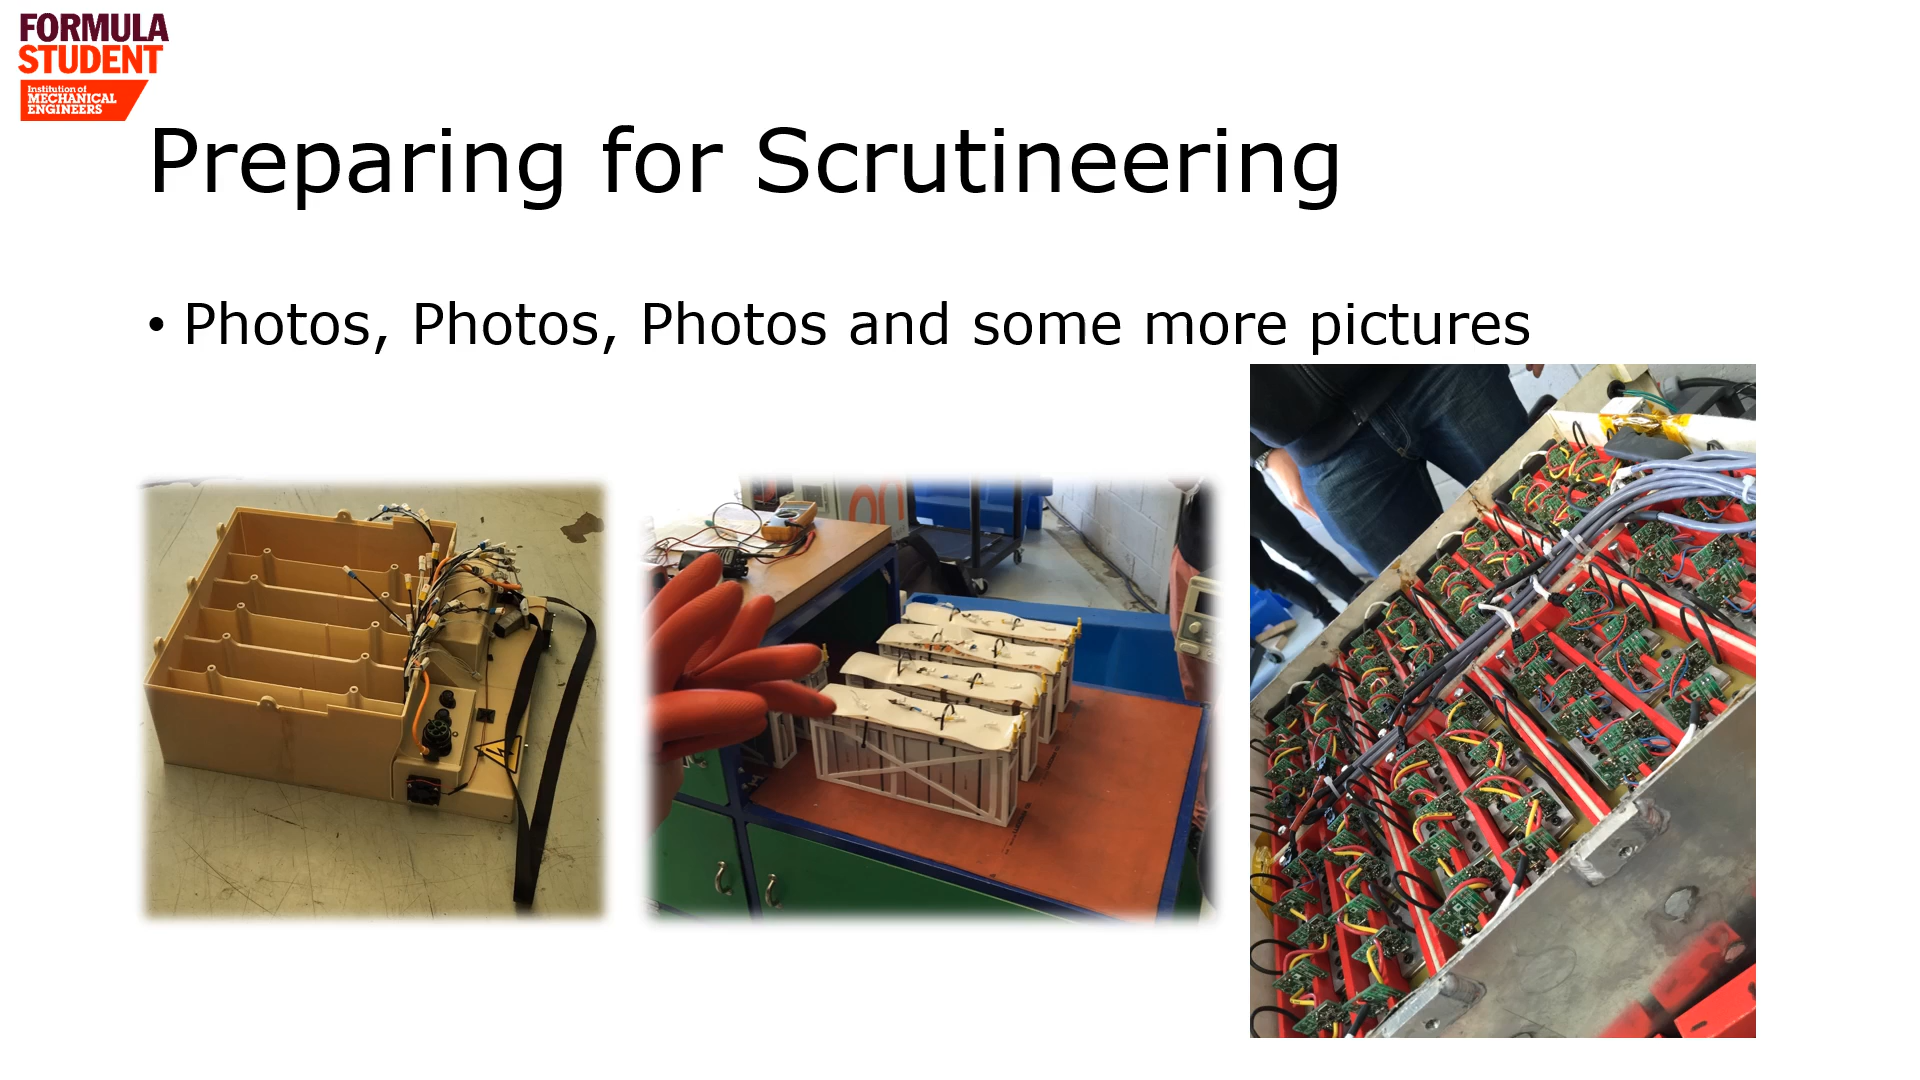 FORMULA
STUDENT
Institution of
MECHANICAL
ENGINEERS
Preparing for Scrutineering
• Photos, Photos, Photos and some more pictures